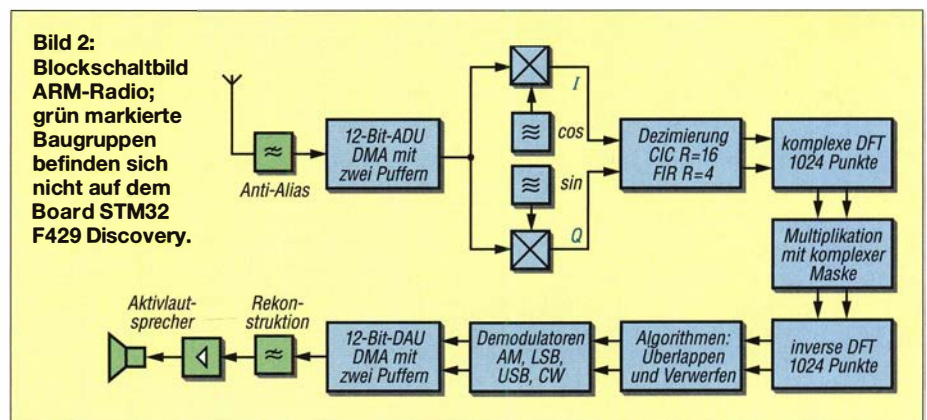 Bild 2:
Blockschaltbild
ARM-Radio;
grün markierte
Baugruppen
befinden sich
nicht auf dem
Board STM32
F429 Discovery.
Anti-Alias
12-Bit-ADU
DMA mit
zwei Puffern
I
cos
sin
Q
Dezimierung
CIC R=16
FIR R=4
komplexe DFT
1024 Punkte
Multiplikation
mit komplexer
Maske
inverse DFT
1024 Punkte
Algorithmen:
Überlappen
und Verwerfen
Demodulatoren
AM, LSB,
USB, CW
12-Bit-DAU
DMA mit
zwei Puffern
Rekon-
struktion
Aktivlaut-
sprecher